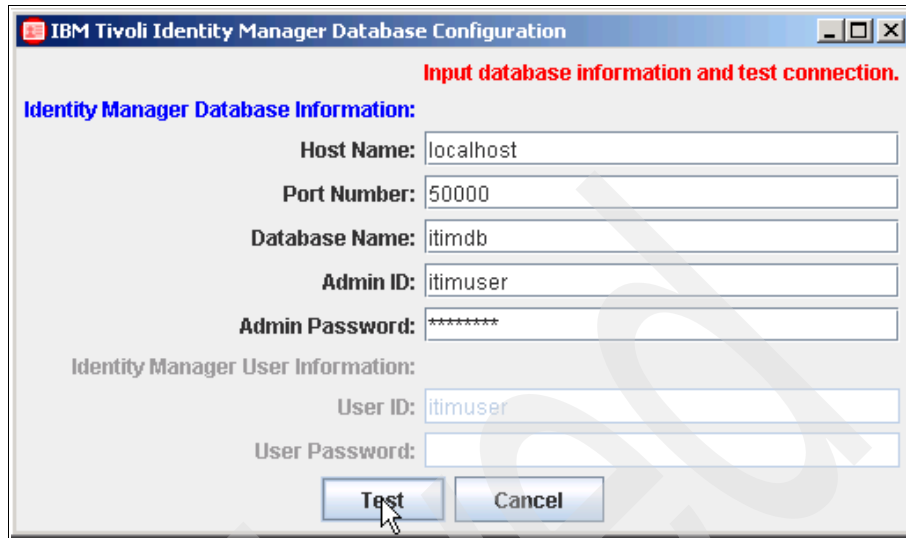 IBM Tivoli Identity Manager Database Configuration
Input database information and test connection.
Identity Manager Database Information:
Host Name: localhost
Port Number: 50000
Database Name: itimdb
Admin ID: itimuser
Admin Password: ********
Identity Manager User Information:
User ID: itimuser
User Password:
Test Cancel